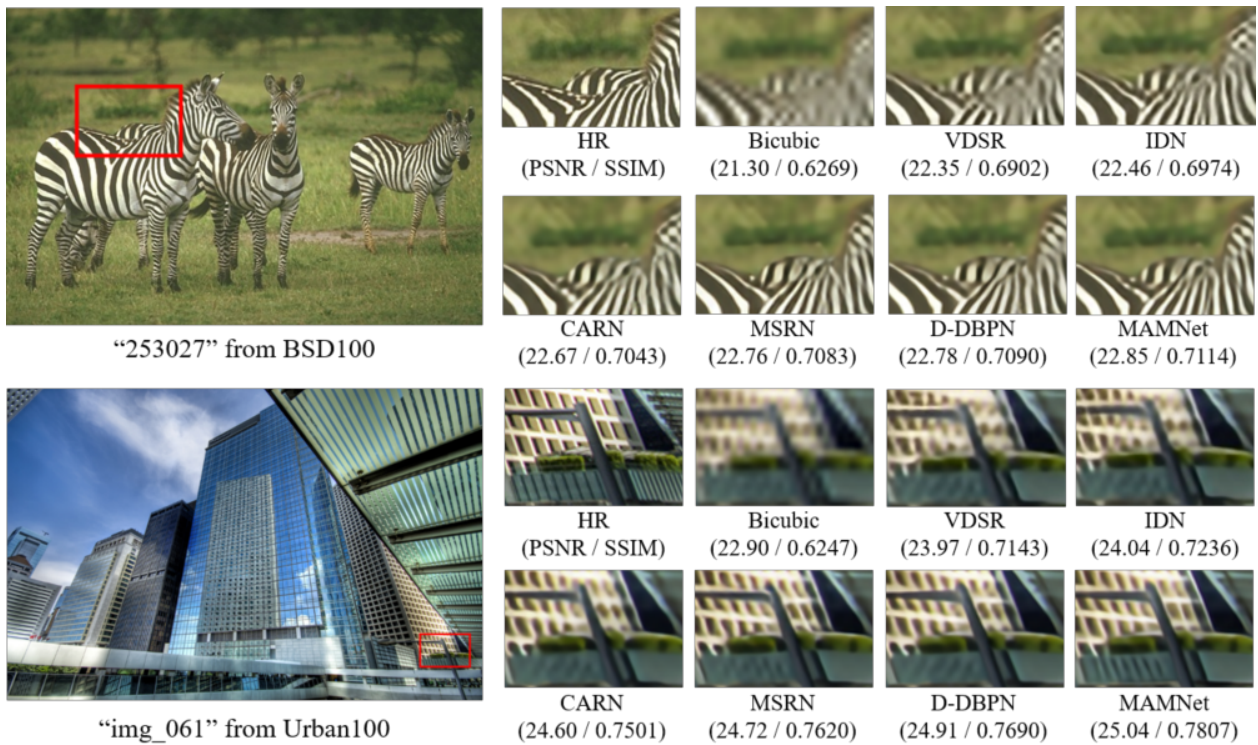 HR Bicubic VDSR IDN
(PSNR / SSIM) (21.30 / 0.6269) (22.35 / 0.6902) (22.46 / 0.6974)
CARN MSRN D-DBPN MAMNet
(22.67 / 0.7043) (22.76 / 0.7083) (22.78 / 0.7090) (22.85 / 0.7114)
“253027” from BSD100
HR Bicubic VDSR IDN
(PSNR / SSIM) (22.90 / 0.6247) (23.97 / 0.7143) (24.04 / 0.7236)
CARN MSRN D-DBPN MAMNet
(24.60 / 0.7501) (24.72 / 0.7620) (24.91 / 0.7690) (25.04 / 0.7807)
“img_061” from Urban100